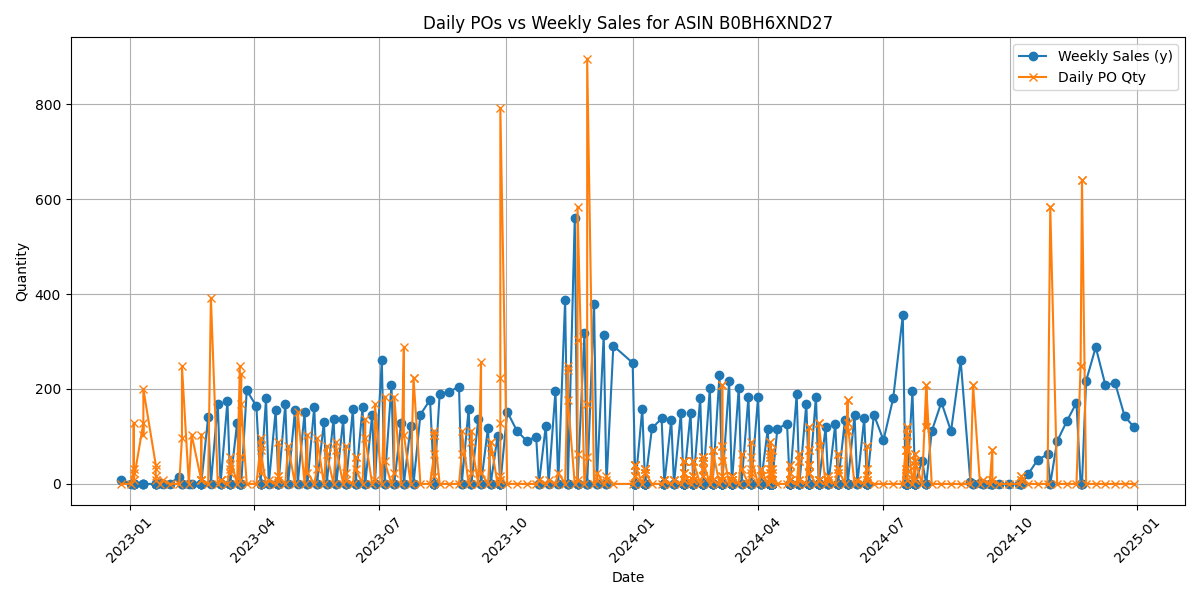 Daily POs vs Weekly Sales for ASIN B0BH6XND27
Weekly Sales (y)
Daily PO Qty
Quantity
800
600
400
200
0
2023-01
2023-04
2023-07
2023-10
2024-01
2024-04
2024-07
2024-10
2025-01
Date